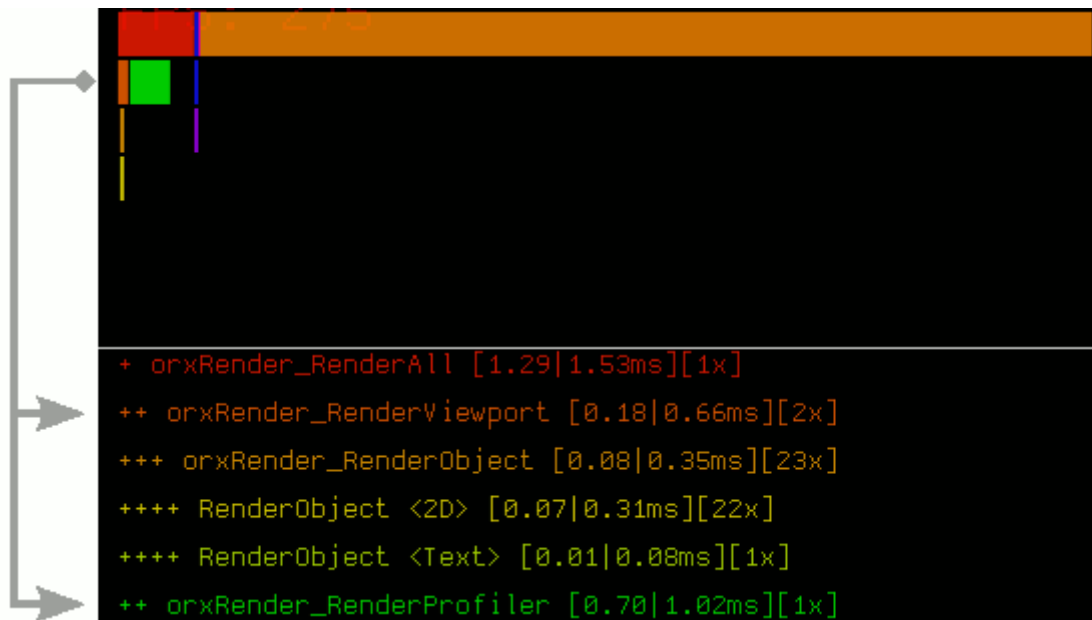 FPS: 275
+ orxRender_RenderAll [1.29|1.53ms][1x]
++ orxRender_RenderViewport [0.18|0.66ms][2x]
+++ orxRender_RenderObject [0.08|0.35ms][23x]
++++ RenderObject <2D> [0.07|0.31ms][22x]
++++ RenderObject <Text> [0.01|0.08ms][1x]
++ orxRender_RenderProfiler [0.70|1.02ms][1x]